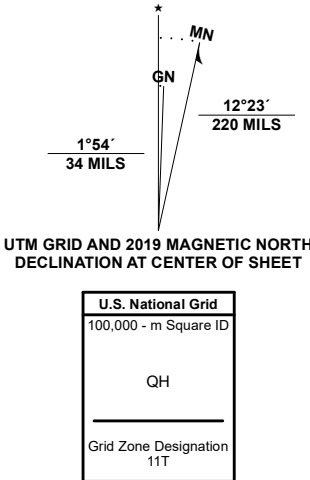 ★
MN
GN
12°23´
220 MILS
1°54´
34 MILS
UTM GRID AND 2019 MAGNETIC NORTH
DECLINATION AT CENTER OF SHEET
U.S. National Grid
100,000 - m Square ID
QH
Grid Zone Designation
11T